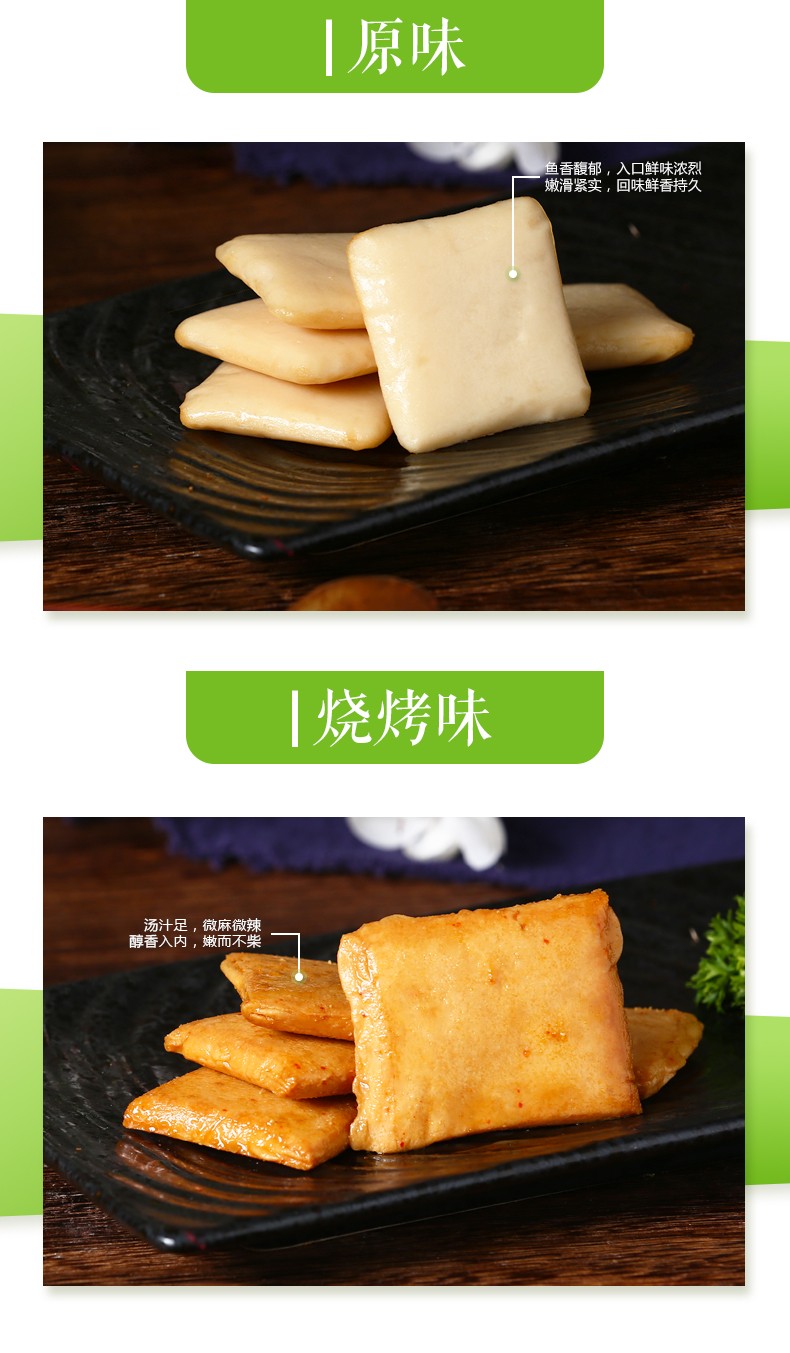 原味
鱼香馥郁，入口鲜味浓烈
嫩滑紧实，回味鲜香持久
烧烤味
汤汁足，微麻微辣
醇香入内，嫩而不柴